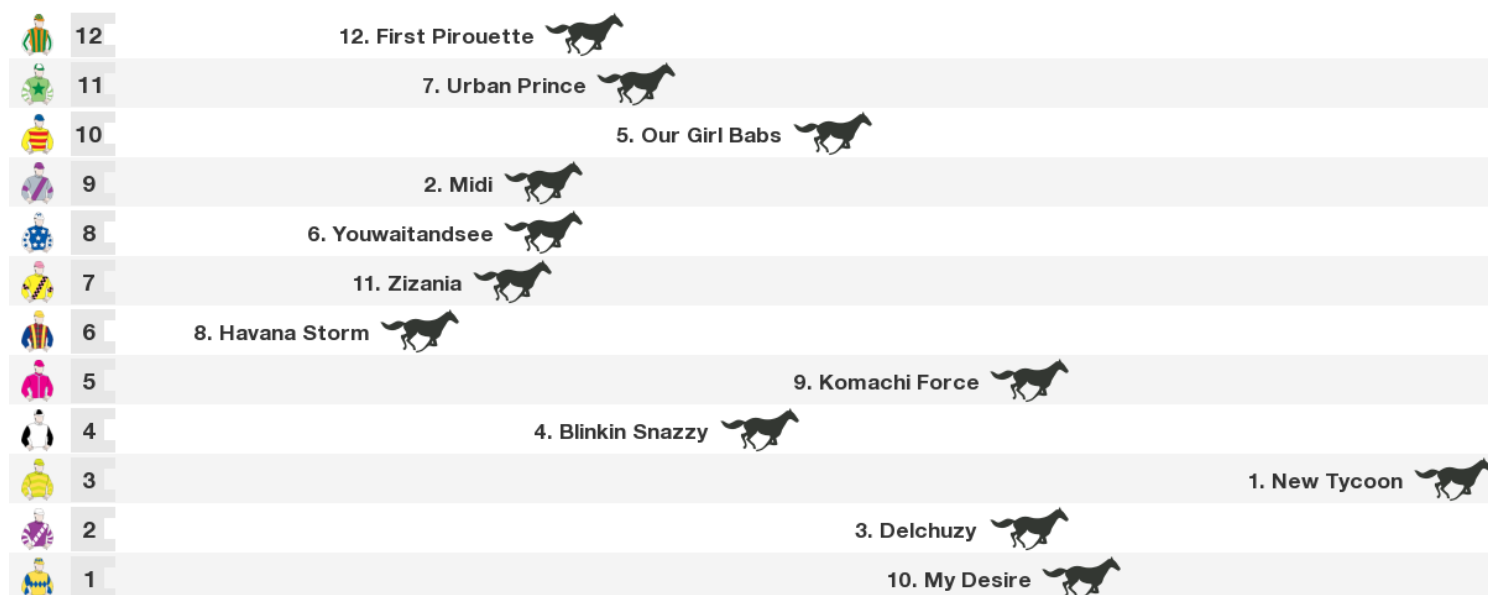 12 12. First Pirouette
11 7. Urban Prince
10 5. Our Girl Babs
9 2. Midi
8 6. Youwaitandsee
7 11. Zizania
6 8. Havana Storm
5 9. Komachi Force
4 4. Blinkin Snazzy
3 1. New Tycoon
2 3. Delchuzy
1 10. My Desire